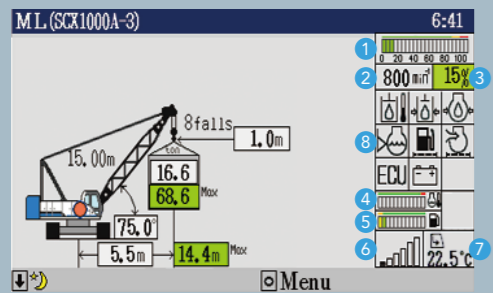 ML(SCX1000A-3) 6:41
1
0 20 40 60 80 100
2 800 min⁻¹ 15% 3
8falls
1.0m
8
15.00m
ton
16.6
68.6 Max
ECU
4
75.0°
5
5.5m 14.4m Max
6 22.5°C 7
Menu